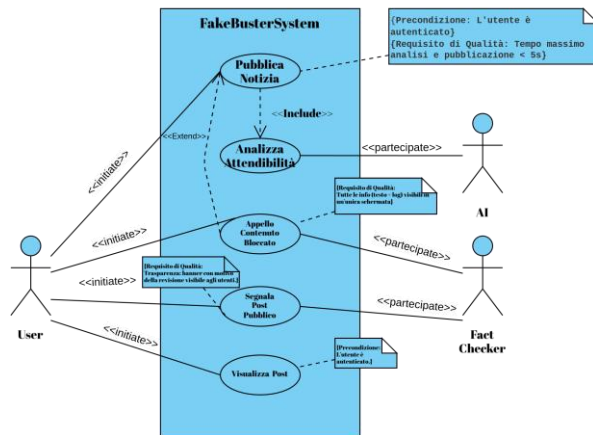 FakeBusterSystem
{Precondizione: L'utente è
autenticato}
{Requisito di Qualità: Tempo massimo
analisi e pubblicazione < 5s}
Pubblica
Notizia
<<Include>>
<<Extend>>
Analizza
Attendibilità
<<partecipate>>
AI
<<initiate>>
[Requisito di Qualità:
Tutte le info (testo + log) visibili in
un'unica schermata]
Appello
Contenuto
Bloccato
<<initiate>>
<<partecipate>>
[Requisito di Qualità:
Trasparenza: banner con motivo
della revisione visibile agli utenti.]
<<initiate>>
Segnala
Post
Pubblico
<<partecipate>>
User
Fact
Checker
<<initiate>>
[Precondizione:
L'utente è
autenticato.]
Visualizza Post